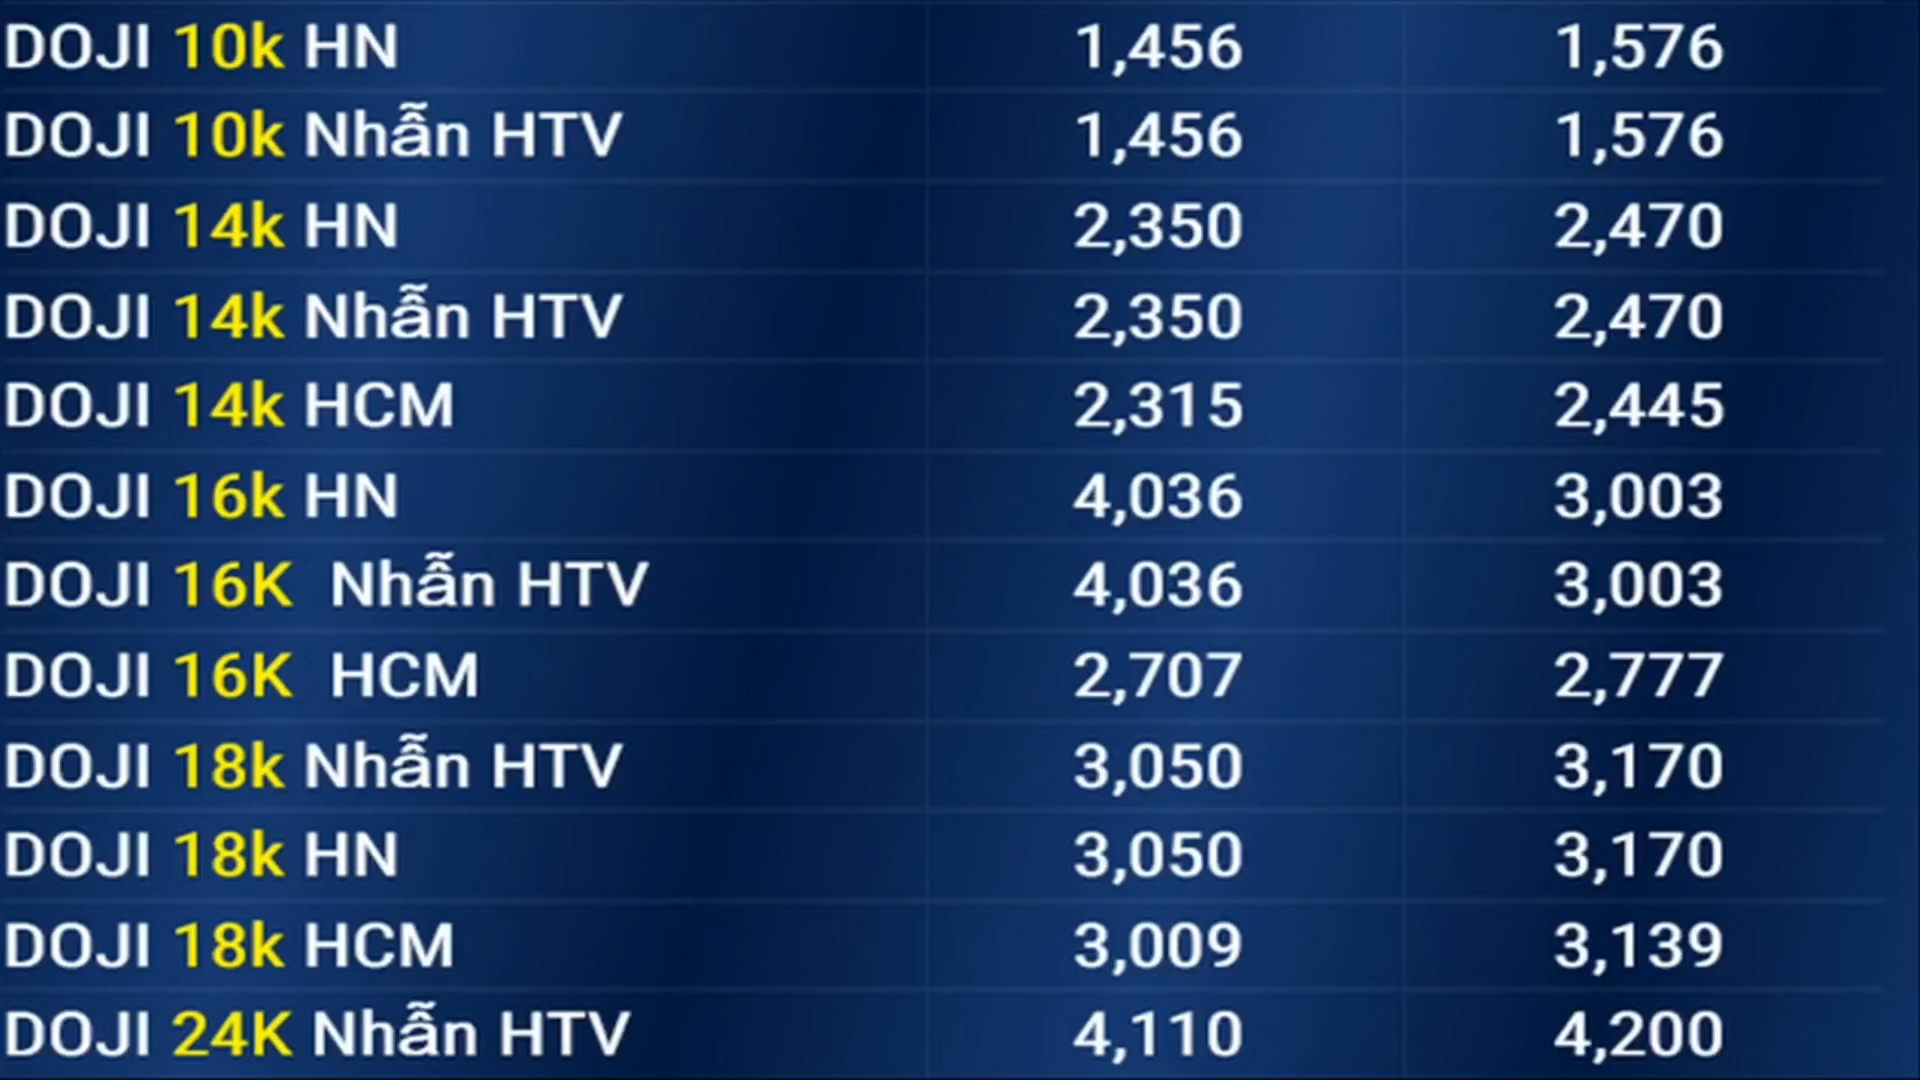 DOJI 10k HN 1,456 1,576
DOJI 10k Nhẫn HTV 1,456 1,576
DOJI 14k HN 2,350 2,470
DOJI 14k Nhẫn HTV 2,350 2,470
DOJI 14k HCM 2,315 2,445
DOJI 16k HN 4,036 3,003
DOJI 16K Nhẫn HTV 4,036 3,003
DOJI 16K HCM 2,707 2,777
DOJI 18k Nhẫn HTV 3,050 3,170
DOJI 18k HN 3,050 3,170
DOJI 18k HCM 3,009 3,139
DOJI 24K Nhẫn HTV 4,110 4,200